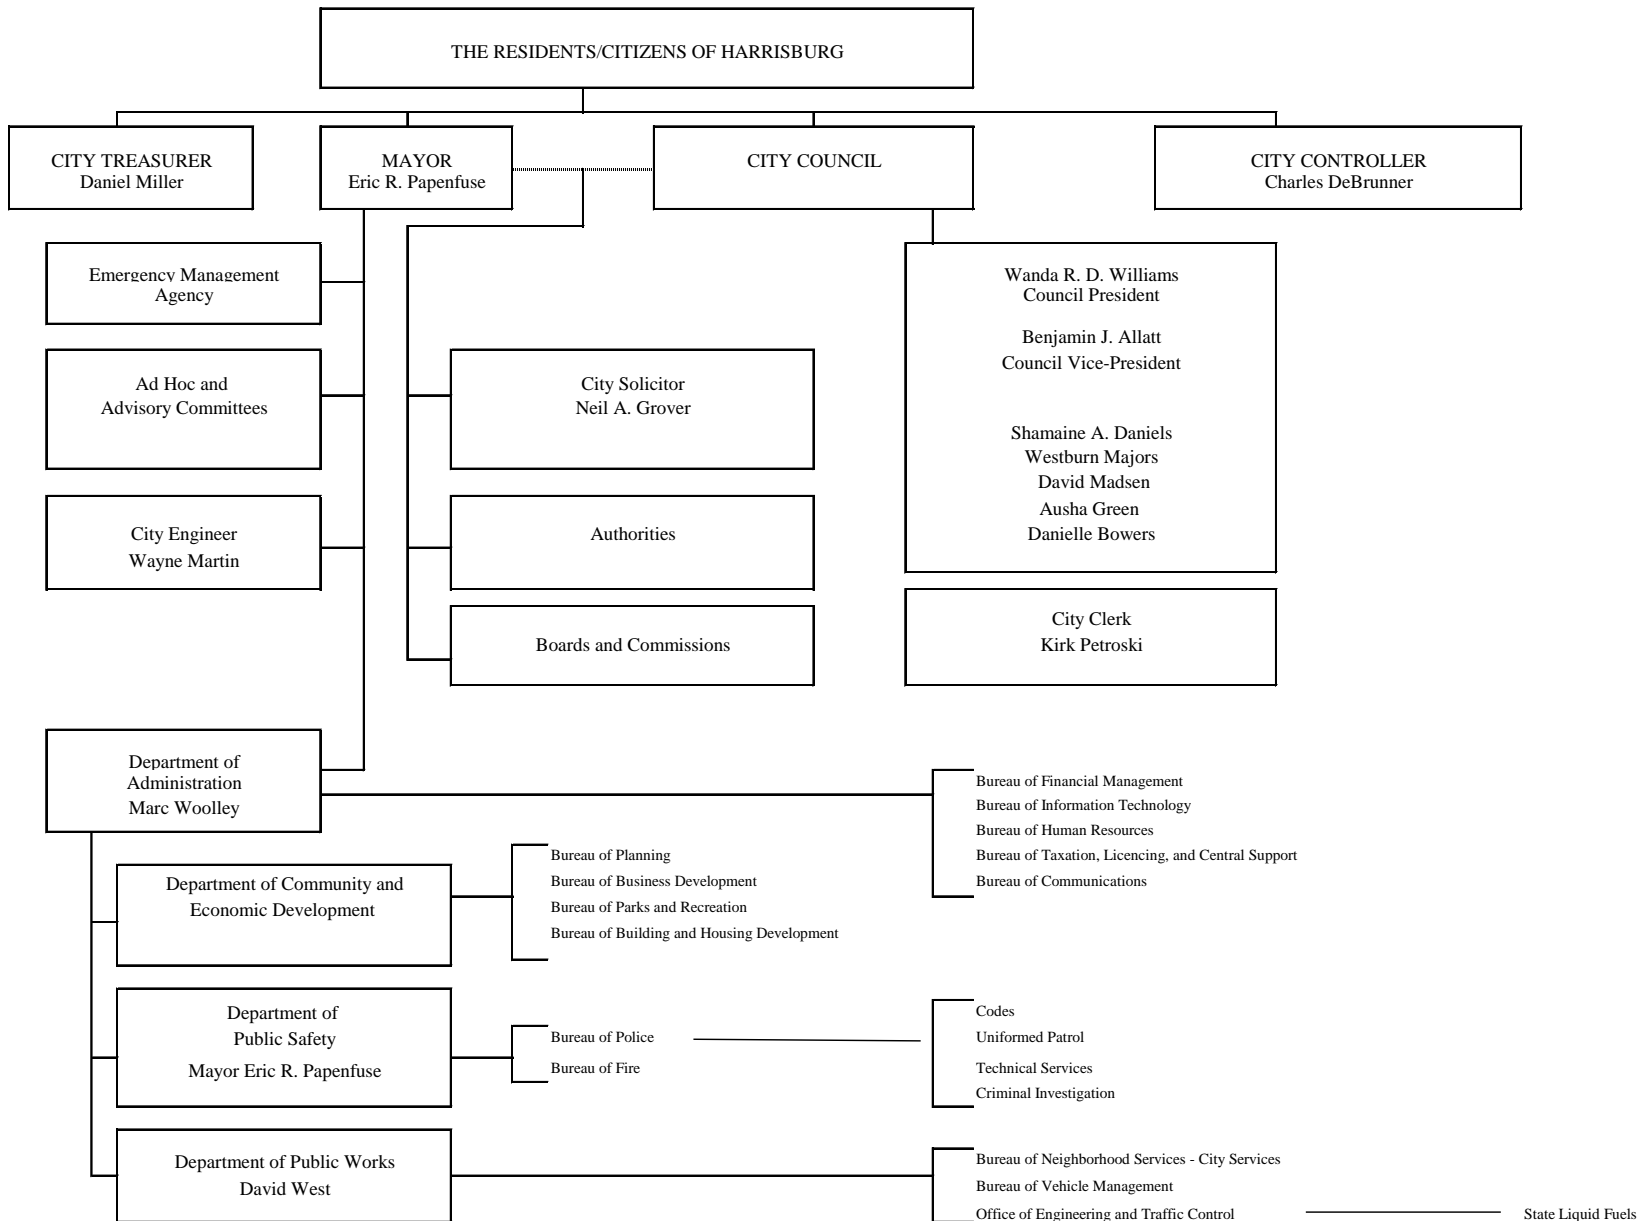 THE RESIDENTS/CITIZENS OF HARRISBURG
CITY TREASURER
Daniel Miller
MAYOR
Eric R. Papenfuse
CITY COUNCIL
CITY CONTROLLER
Charles DeBrunner
Emergency Management
Agency
Ad Hoc and
Advisory Committees
City Engineer
Wayne Martin
City Solicitor
Neil A. Grover
Authorities
Boards and Commissions
Wanda R. D. Williams
Council President
Benjamin J. Allatt
Council Vice-President
Shamaine A. Daniels
Westburn Majors
David Madsen
Ausha Green
Danielle Bowers
City Clerk
Kirk Petroski
Department of
Administration
Marc Woolley
Bureau of Financial Management
Bureau of Information Technology
Bureau of Human Resources
Bureau of Taxation, Licencing, and Central Support
Bureau of Communications
Department of Community and
Economic Development
Bureau of Planning
Bureau of Business Development
Bureau of Parks and Recreation
Bureau of Building and Housing Development
Department of
Public Safety
Mayor Eric R. Papenfuse
Bureau of Police
Bureau of Fire
Codes
Uniformed Patrol
Technical Services
Criminal Investigation
Department of Public Works
David West
Bureau of Neighborhood Services - City Services
Bureau of Vehicle Management
Office of Engineering and Traffic Control
State Liquid Fuels